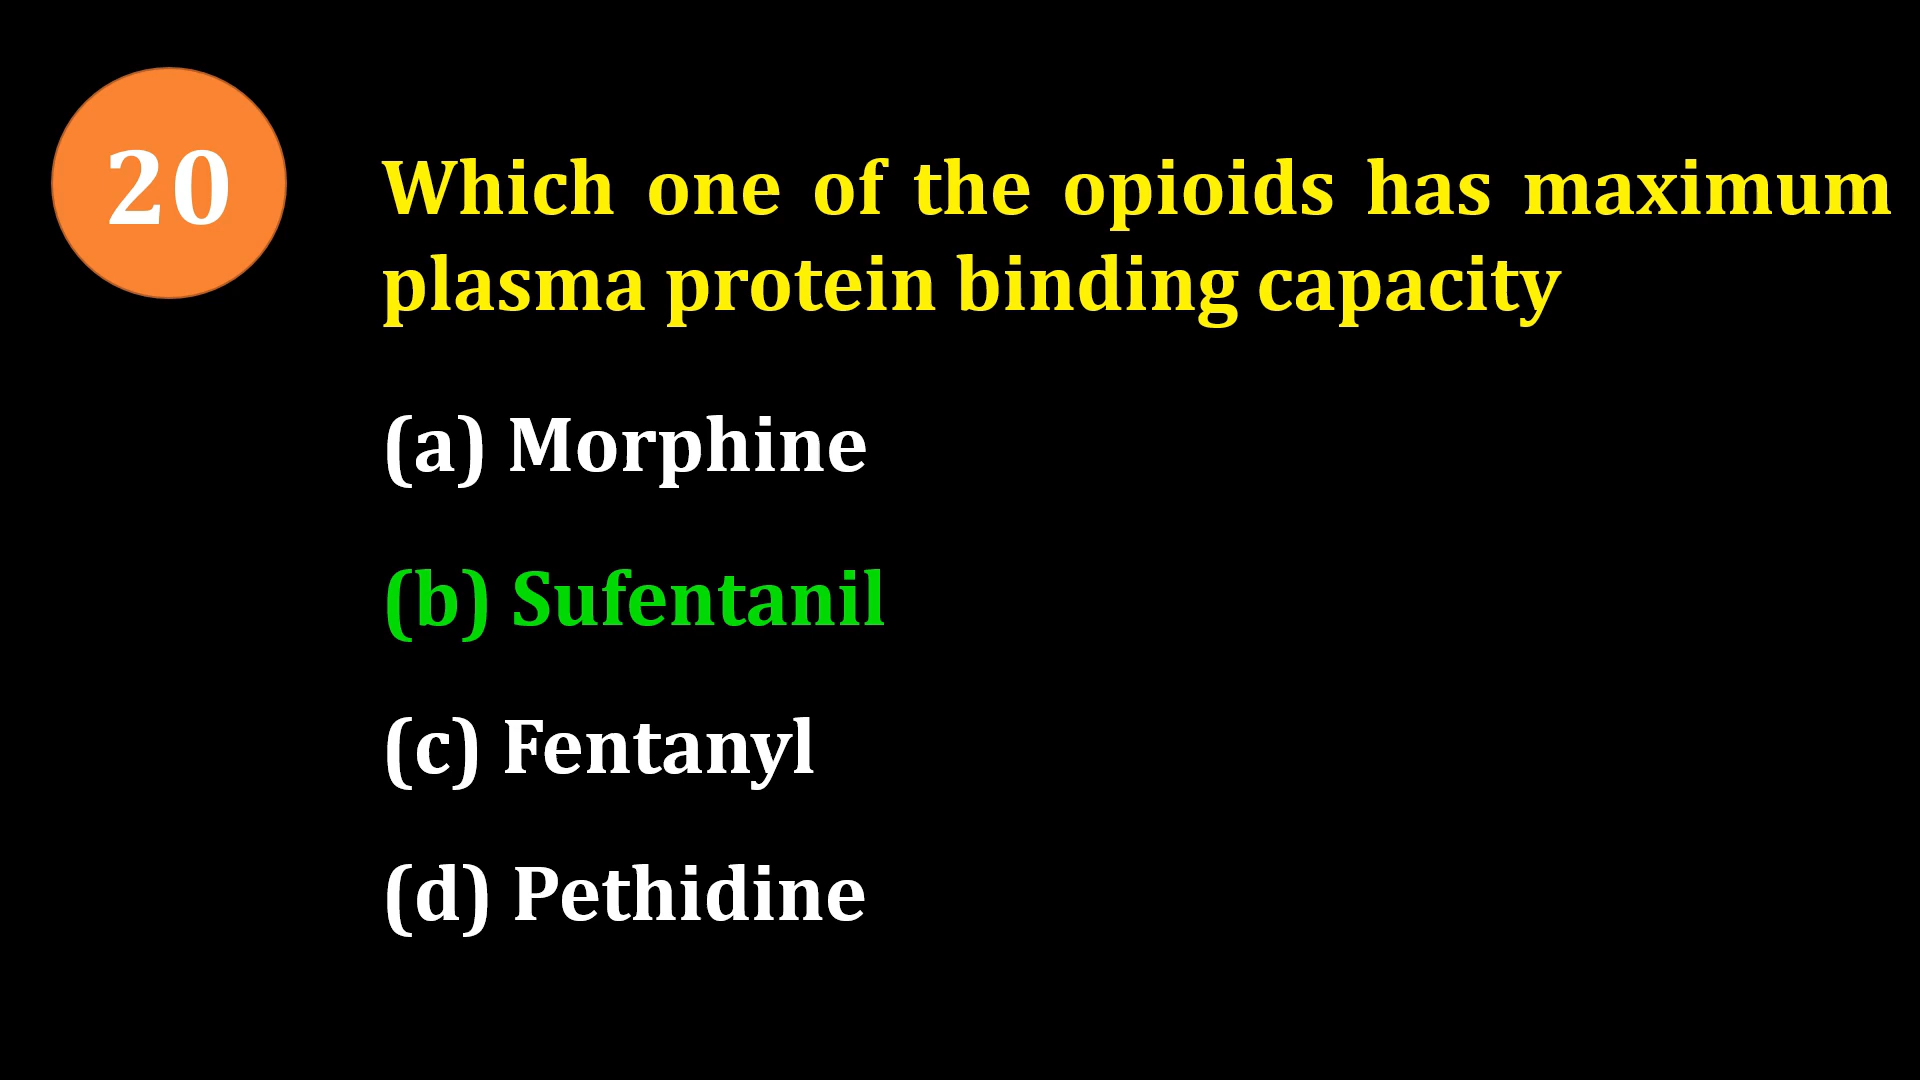 20
Which one of the opioids has maximum
plasma protein binding capacity
(a) Morphine
(b) Sufentanil
(c) Fentanyl
(d) Pethidine